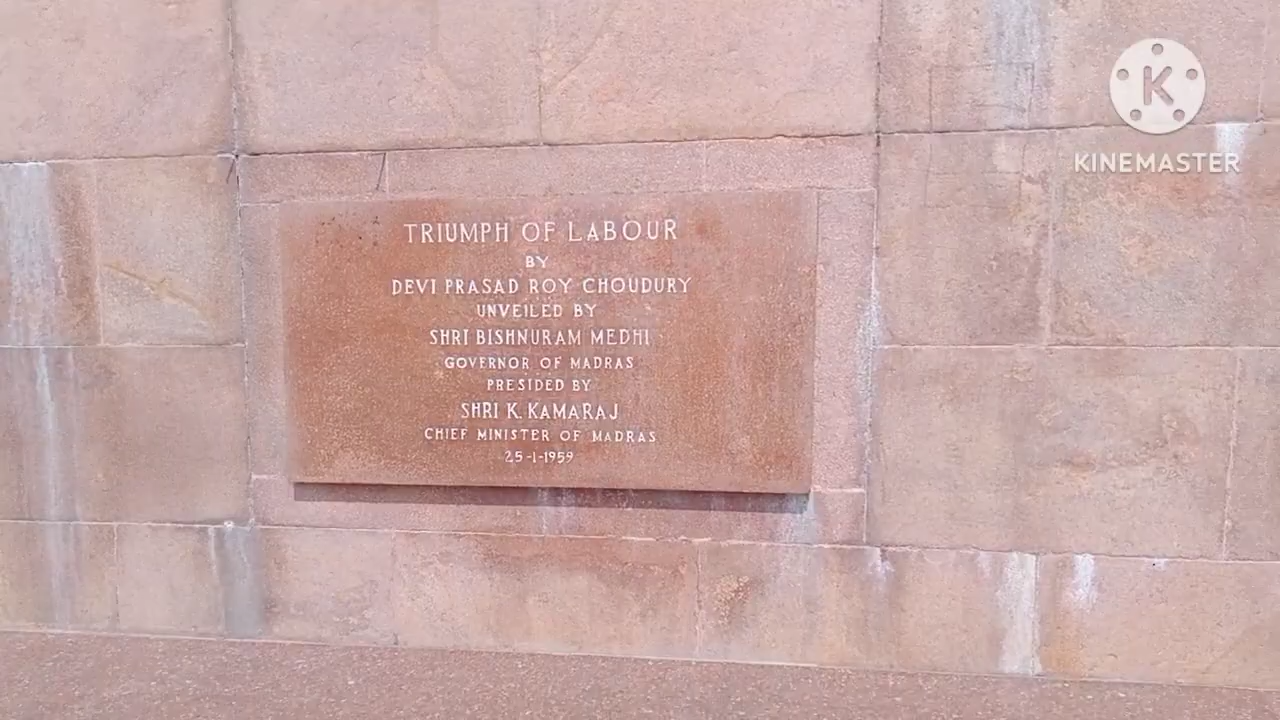 TRIUMPH OF LABOUR
BY
DEVI PRASAD ROY CHOUDURY
UNVEILED BY
SHRI BISHNURAM MEDHI
GOVERNOR OF MADRAS
PRESIDED BY
SHRI K. KAMARAJ
CHIEF MINISTER OF MADRAS
25-1-1959
K
KINEMASTER